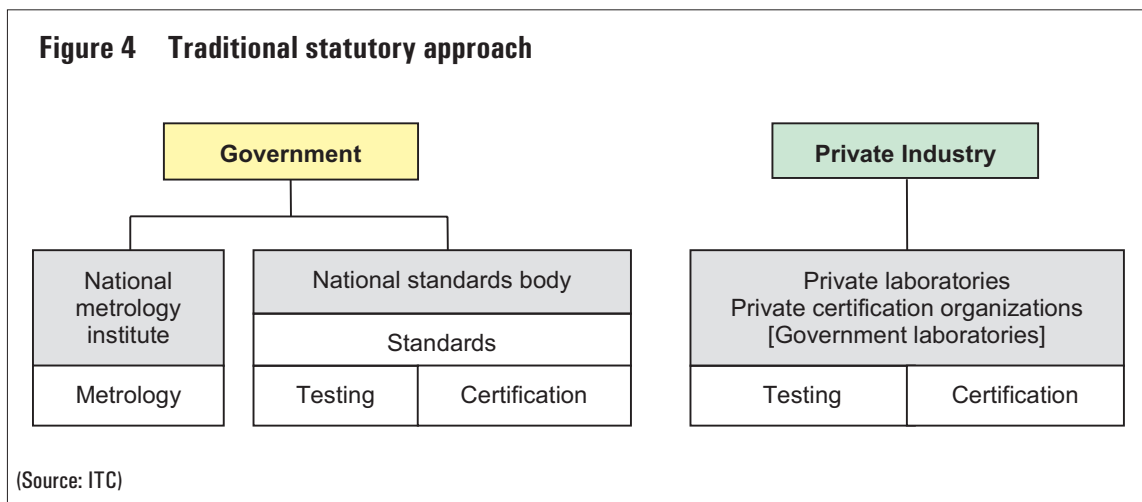 Figure 4 Traditional statutory approach
Government
Private Industry
National
metrology
institute
Metrology
National standards body
Standards
Testing
Certification
Private laboratories
Private certification organizations
[Government laboratories]
Testing
Certification
(Source: ITC)